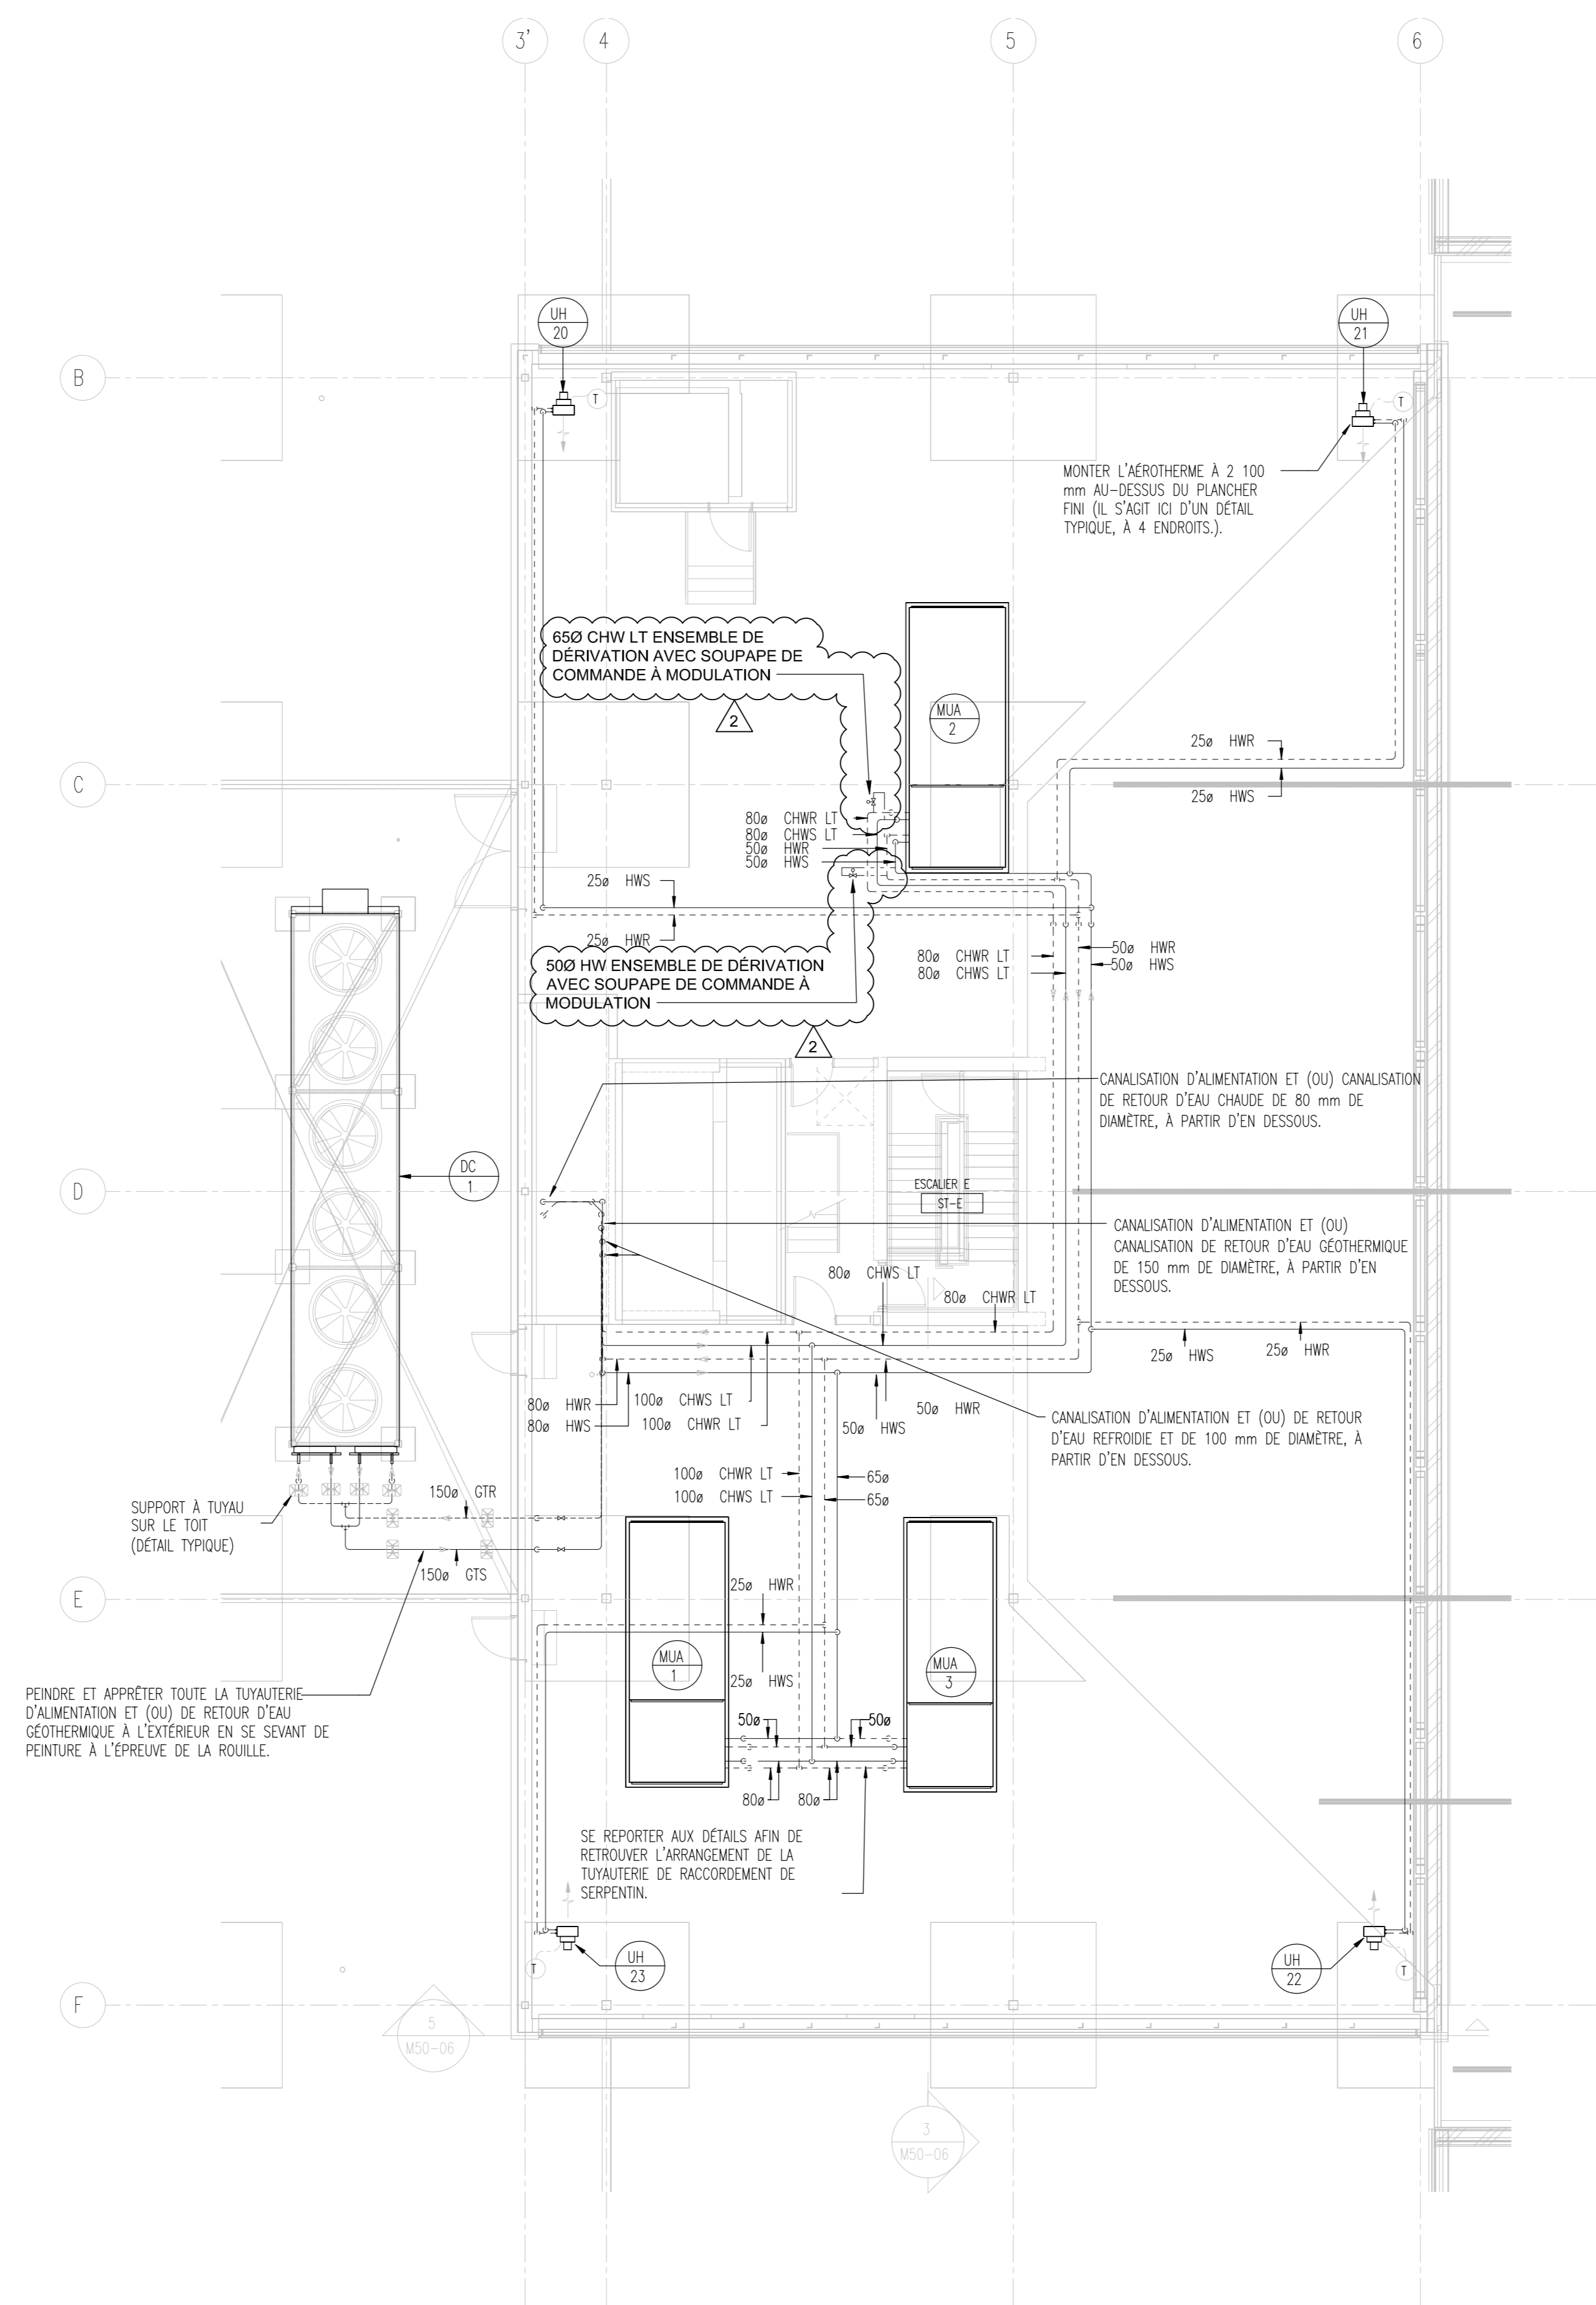 3'
4
5
6
UH
20
UH
21
B
T
T
MONTER L'AÉROTHERME À 2 100
mm AU-DESSUS DU PLANCHER
FINI (IL S'AGIT ICI D'UN DÉTAIL
TYPIQUE, À 4 ENDROITS.).
65Ø CHW LT ENSEMBLE DE
DÉRIVATION AVEC SOUPAPE DE
COMMANDE À MODULATION
2
MUA
2
25ø HWR
25ø HWS
C
80ø CHWR LT
80ø CHWS LT
50ø HWR
50ø HWS
25ø HWS
25ø HWR
50Ø HW ENSEMBLE DE DÉRIVATION
AVEC SOUPAPE DE COMMANDE À
MODULATION
2
80ø CHWR LT
80ø CHWS LT
50ø HWR
50ø HWS
CANALISATION D'ALIMENTATION ET (OU) CANALISATION
DE RETOUR D'EAU CHAUDE DE 80 mm DE
DIAMÈTRE, À PARTIR D'EN DESSOUS.
DC
1
D
ESCALIER E
ST-E
CANALISATION D'ALIMENTATION ET (OU)
CANALISATION DE RETOUR D'EAU GÉOTHERMIQUE
DE 150 mm DE DIAMÈTRE, À PARTIR D'EN
DESSOUS.
80ø CHWS LT
80ø CHWR LT
25ø HWS
25ø HWR
80ø HWR
80ø HWS
100ø CHWS LT
100ø CHWR LT
50ø HWS
50ø HWR
CANALISATION D'ALIMENTATION ET (OU) DE RETOUR
D'EAU REFROIDIE ET DE 100 mm DE DIAMÈTRE, À
PARTIR D'EN DESSOUS.
100ø CHWR LT
100ø CHWS LT
65ø
65ø
150ø GTR
150ø GTS
SUPPORT À TUYAU
SUR LE TOIT
(DÉTAIL TYPIQUE)
E
25ø HWR
25ø HWS
MUA
1
MUA
3
PEINDRE ET APPRÊTER TOUTE LA TUYAUTERIE
D'ALIMENTATION ET (OU) DE RETOUR D'EAU
GÉOTHERMIQUE À L'EXTÉRIEUR EN SE SEVANT DE
PEINTURE À L'ÉPREUVE DE LA ROUILLE.
50ø
50ø
80ø
80ø
SE REPORTER AUX DÉTAILS AFIN DE
RETROUVER L'ARRANGEMENT DE LA
TUYAUTERIE DE RACCORDEMENT DE
SERPENTIN.
T
UH
23
UH
22
T
F
5
M50-06
3
M50-06